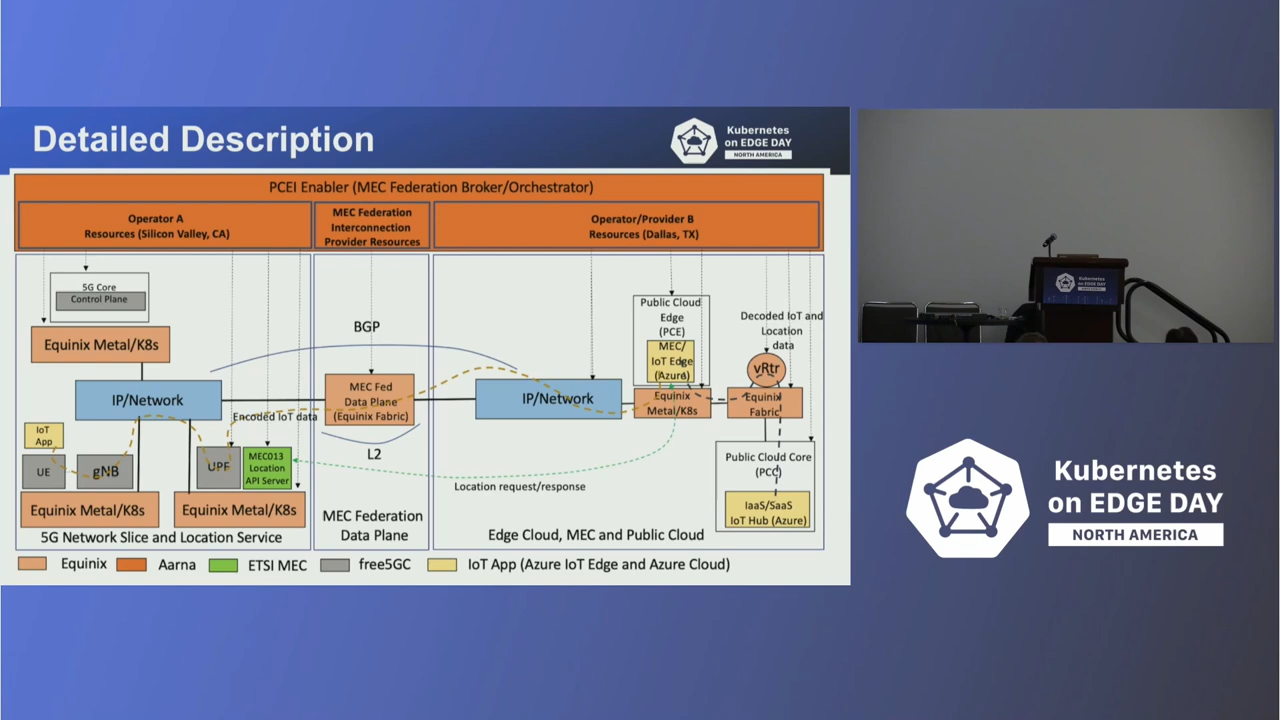 Detailed Description
Kubernetes
on EDGE DAY
NORTH AMERICA
PCEI Enabler (MEC Federation Broker/Orchestrator)
Operator A
Resources (Silicon Valley, CA)
MEC Federation
Interconnection
Provider Resources
Operator/Provider B
Resources (Dallas, TX)
5G Core
Control Plane
Equinix Metal/K8s
IP/Network
Encoded IoT data
IoT
App
UE
gNB
UPF
MEC013
Location
API Server
Equinix Metal/K8s
Equinix Metal/K8s
5G Network Slice and Location Service
BGP
MEC Fed
Data Plane
(Equinix Fabric)
L2
MEC Federation
Data Plane
IP/Network
Public Cloud
Edge
(PCE)
MEC/
IoT Edge
(Azure)
Equinix
Metal/K8s
Decoded IoT and
Location
data
vRtr
Equinix
Fabric
Public Cloud Core
(PCC)
IaaS/SaaS
IoT Hub (Azure)
Location request/response
Edge Cloud, MEC and Public Cloud
Equinix
Aarna
ETSI MEC
free5GC
IoT App (Azure IoT Edge and Azure Cloud)
Kubernetes
on EDGE DAY
NORTH AMERICA
Kubernetes
on EDGE DAY